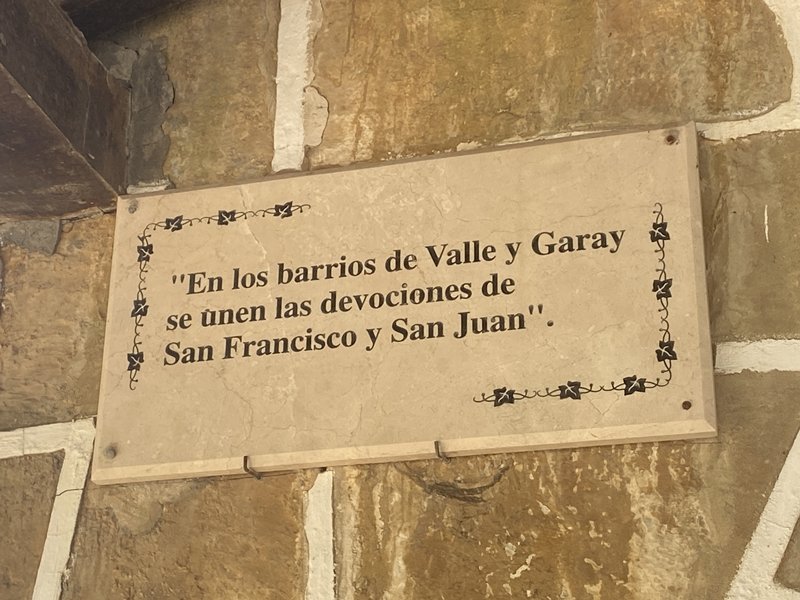 "En los barrios de Valle y Garay
se unen las devociones de
San Francisco y San Juan".